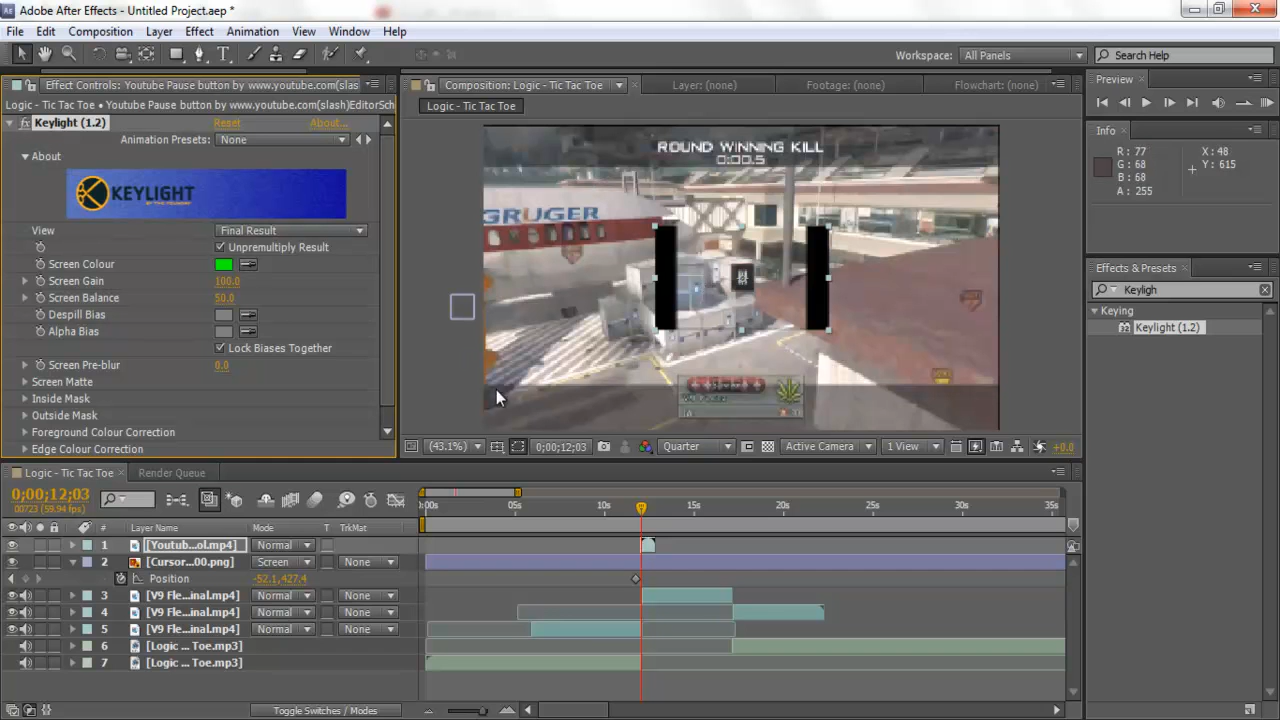 Adobe After Effects - Untitled Project.aep *
File Edit Composition Layer Effect Animation View Window Help
Workspace: All Panels Search Help
Effect Controls: Youtube Pause button by www.youtube.com(slash)EditorSch
Composition: Logic - Tic Tac Toe Layer: (none) Footage: (none) Flowchart: (none)
Preview
Logic - Tic Tac Toe • Youtube Pause button by www.youtube.com(slash)EditorSch
Logic - Tic Tac Toe
fx Keylight (1.2) Reset About...
Animation Presets: None
About
KEYLIGHT
View Final Result
Unpremultiply Result
Screen Colour
Screen Gain 100.0
Screen Balance 50.0
Despill Bias
Alpha Bias
Lock Biases Together
Screen Pre-blur 0.0
Screen Matte
Inside Mask
Outside Mask
Foreground Colour Correction
Edge Colour Correction
ROUND WINNING KILL
0:00.5
GRUGER
(43.1%) 0;00;12;03 Quarter Active Camera 1 View +0.0
Info
R: 77 X: 48
G: 68 Y: 615
B: 68
A: 255
Effects & Presets
Keyligh
Keying
Keylight (1.2)
Logic - Tic Tac Toe Render Queue
0;00;12;03
00723 (59.94 fps)
:00s 05s 10s 15s 20s 25s 30s 35s
# Layer Name Mode T TrkMat
1 [Youtub...ol.mp4] Normal
2 [Cursor...00.png] Screen None
Position -52.1,427.4
3 [V9 Fle...inal.mp4] Normal None
4 [V9 Fle...inal.mp4] Normal None
5 [V9 Fle...inal.mp4] Normal None
6 [Logic ... Toe.mp3]
7 [Logic ... Toe.mp3]
Toggle Switches / Modes